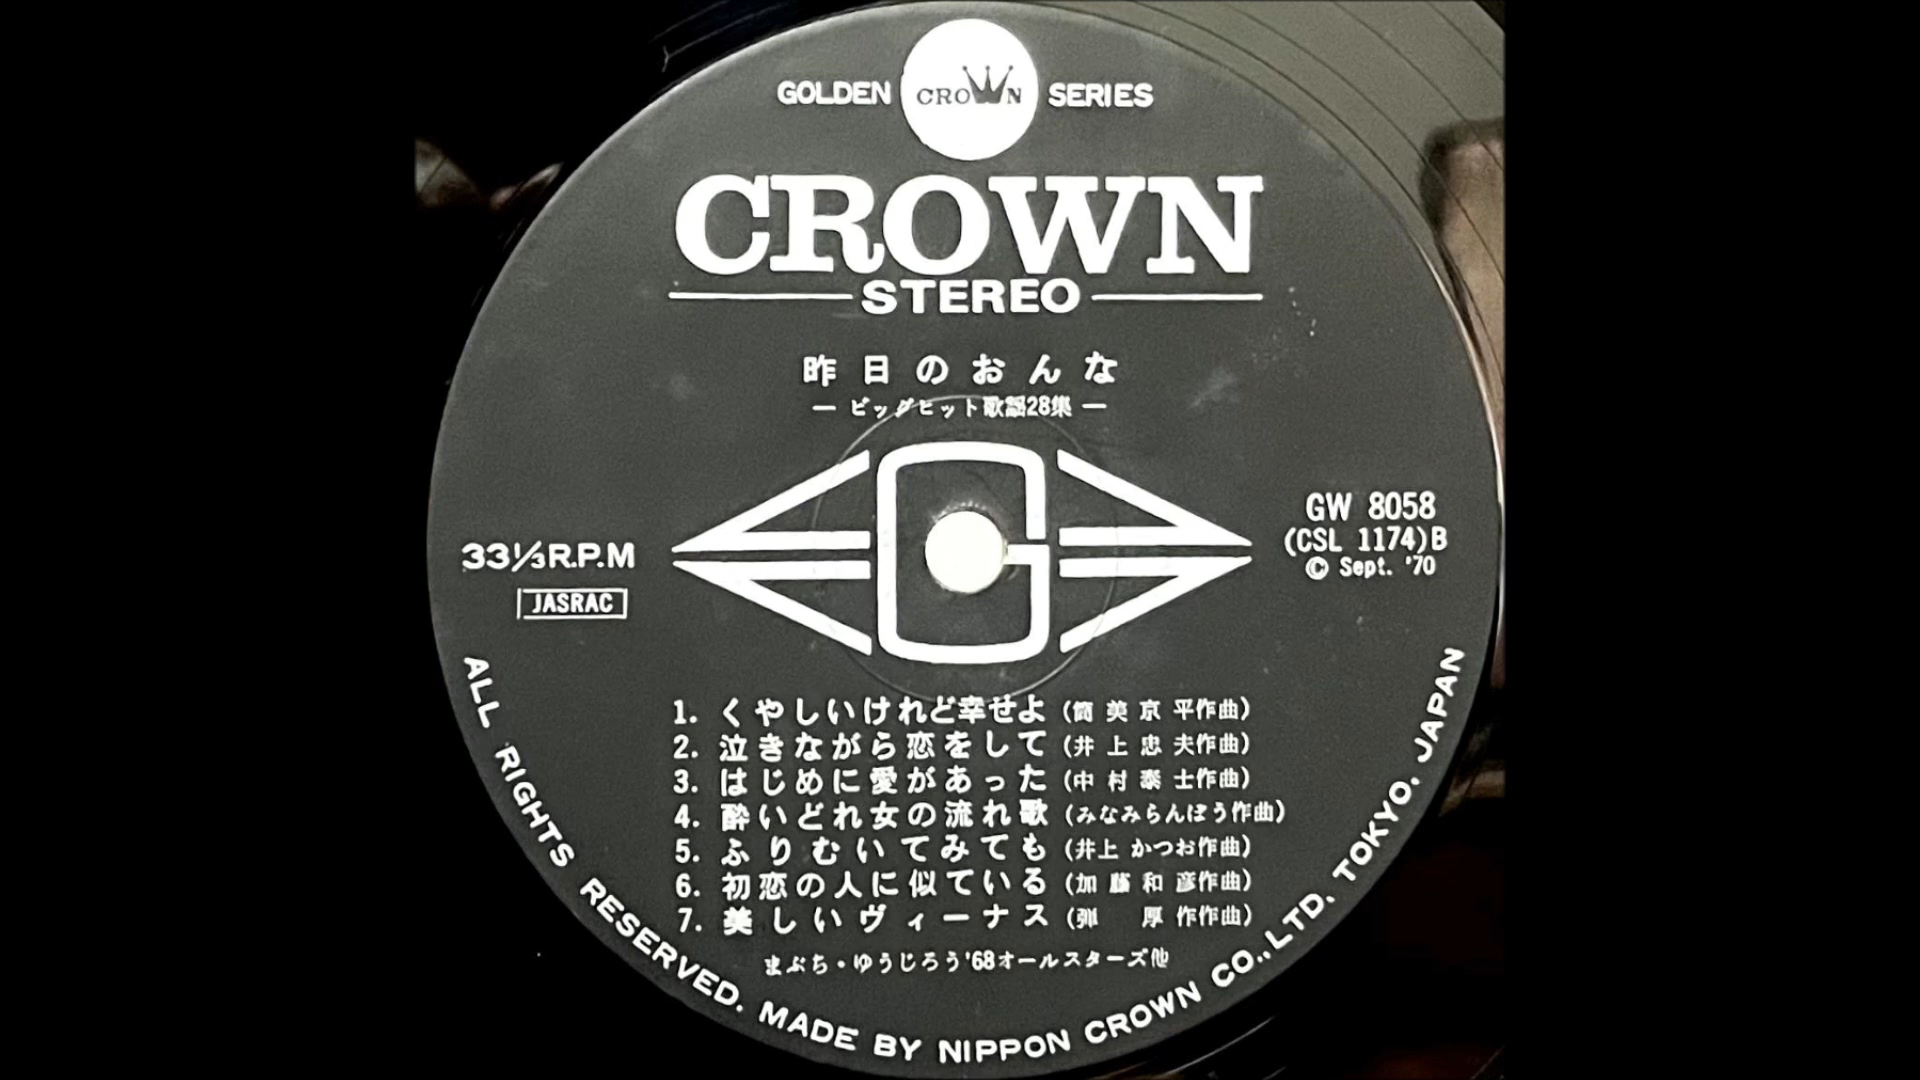 GOLDEN CROWN SERIES
CROWN
STEREO
昨日のおんな
— ビッグヒット歌謡28集 —
G
GW 8058
(CSL 1174)B
© Sept. '70
33⅓R.P.M
JASRAC
1. くやしいけれど幸せよ (筒美京平作曲)
2. 泣きながら恋をして (井上忠夫作曲)
3. はじめに愛があった (中村泰士作曲)
4. 酔いどれ女の流れ歌 (みなみらんぼう作曲)
5. ふりむいてみても (井上かつお作曲)
6. 初恋の人に似ている (加藤和彦作曲)
7. 美しいヴィーナス (弾 厚作作曲)
まぶち・ゆうじろう'68オールスターズ他
ALL RIGHTS RESERVED. MADE BY NIPPON CROWN CO.,LTD. TOKYO. JAPAN